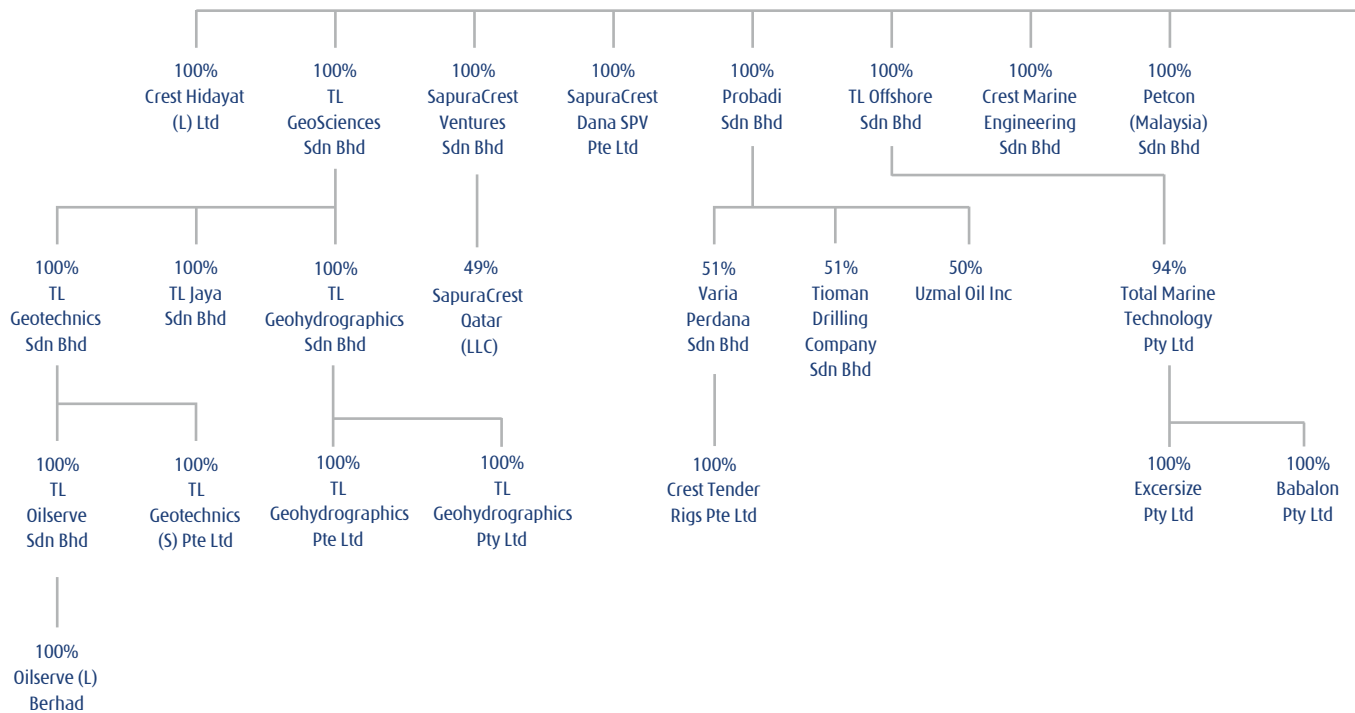 100%
Crest Hidayat
(L) Ltd
100%
TL
GeoSciences
Sdn Bhd
100%
SapuraCrest
Ventures
Sdn Bhd
100%
SapuraCrest
Dana SPV
Pte Ltd
100%
Probadi
Sdn Bhd
100%
TL Offshore
Sdn Bhd
100%
Crest Marine
Engineering
Sdn Bhd
100%
Petcon
(Malaysia)
Sdn Bhd
100%
TL
Geotechnics
Sdn Bhd
100%
TL Jaya
Sdn Bhd
100%
TL
Geohydrographics
Sdn Bhd
49%
SapuraCrest
Qatar
(LLC)
51%
Varia
Perdana
Sdn Bhd
51%
Tioman
Drilling
Company
Sdn Bhd
50%
Uzmal Oil Inc
94%
Total Marine
Technology
Pty Ltd
100%
TL
Oilserve
Sdn Bhd
100%
TL
Geotechnics
(S) Pte Ltd
100%
TL
Geohydrographics
Pte Ltd
100%
TL
Geohydrographics
Pty Ltd
100%
Crest Tender
Rigs Pte Ltd
100%
Excersize
Pty Ltd
100%
Babalon
Pty Ltd
100%
Oilserve (L)
Berhad